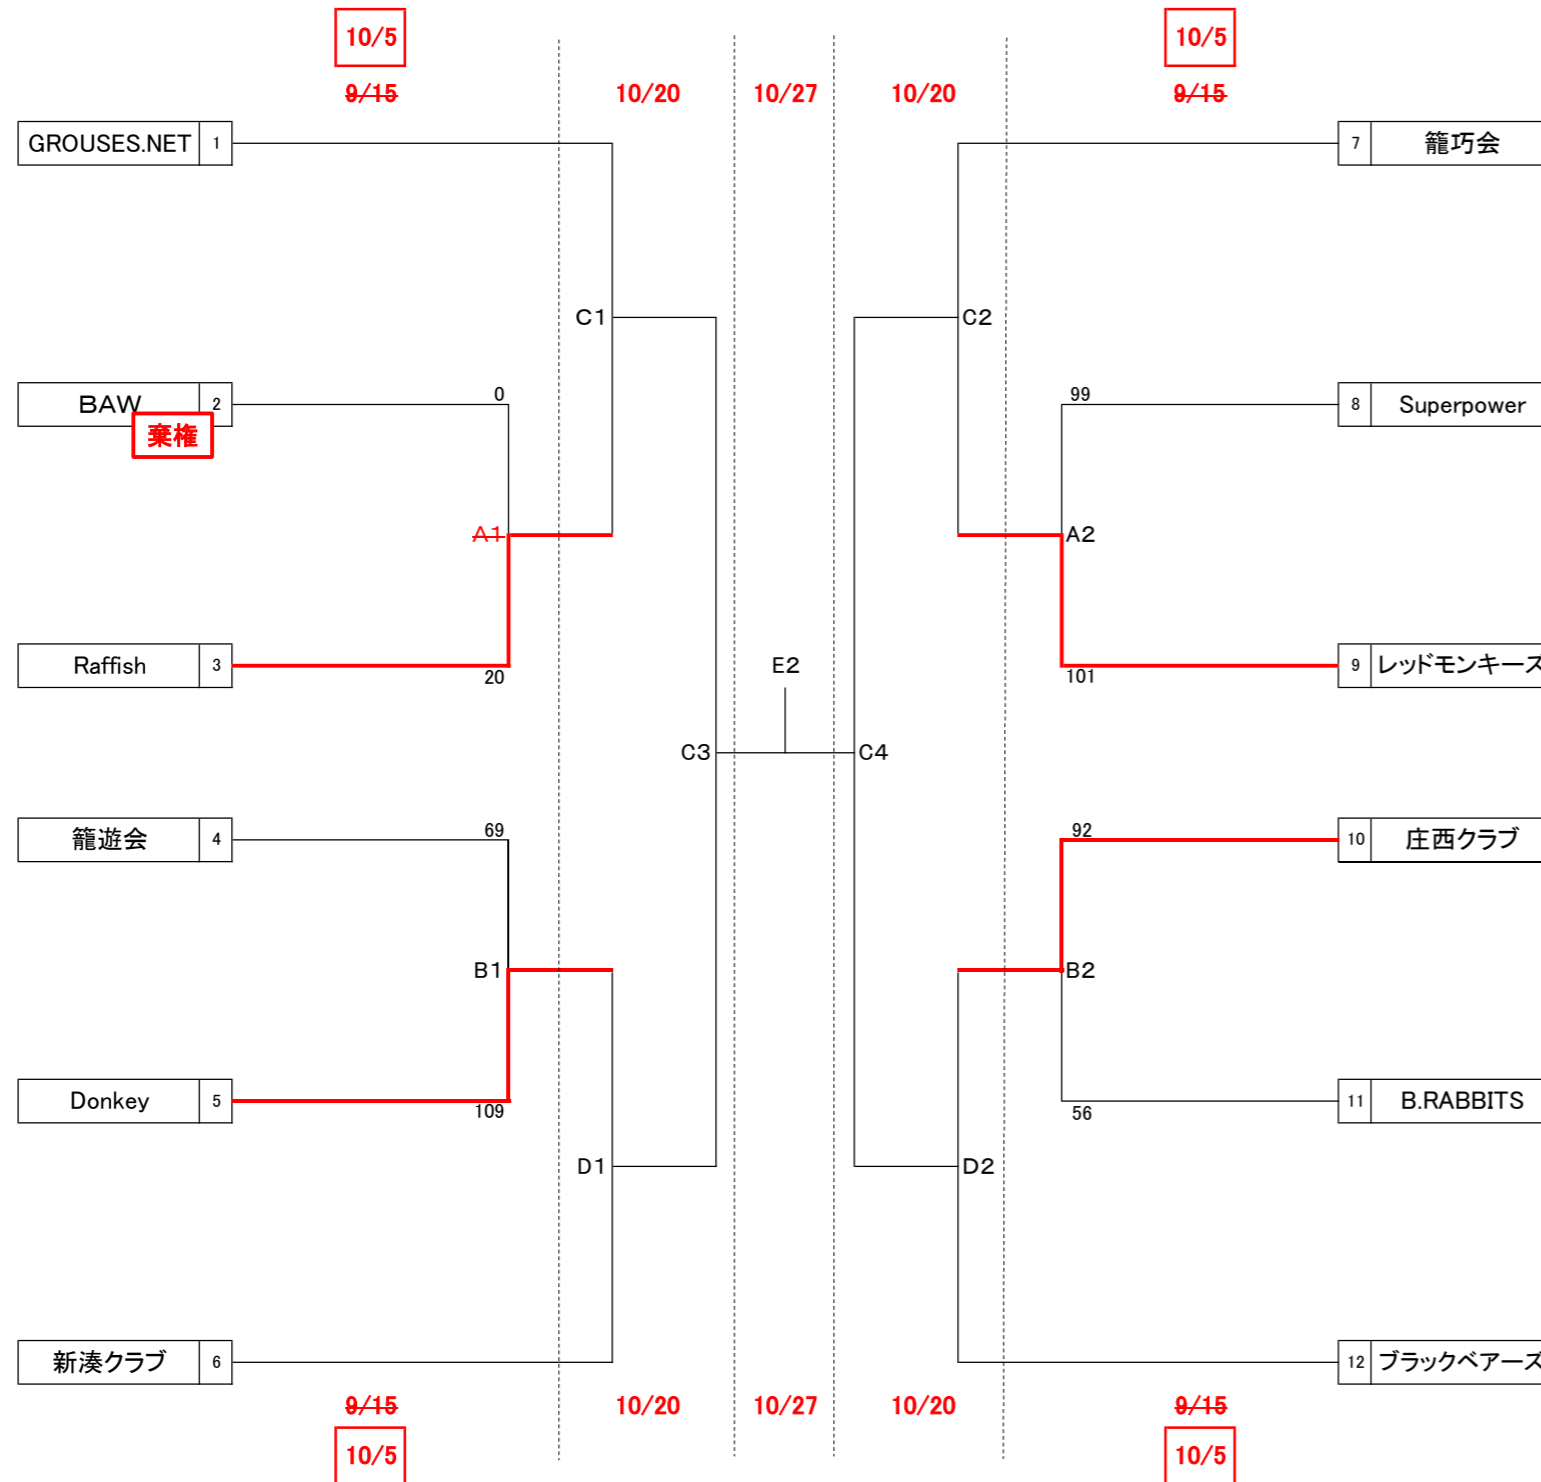 10/5 10/5
9/15 10/20 10/27 10/20 9/15
GROUSES.NET 1 7 籠巧会
C1 C2
BAW 2 0 99 8 Superpower
棄権
A1 A2
Raffish 3 20 101 9 レッドモンキーズ
E2
C3 C4
籠遊会 4 69 92 10 庄西クラブ
B1 B2
Donkey 5 109 56 11 B.RABBITS
D1 D2
新湊クラブ 6 12 ブラックベアーズ
9/15 10/20 10/27 10/20 9/15
10/5 10/5